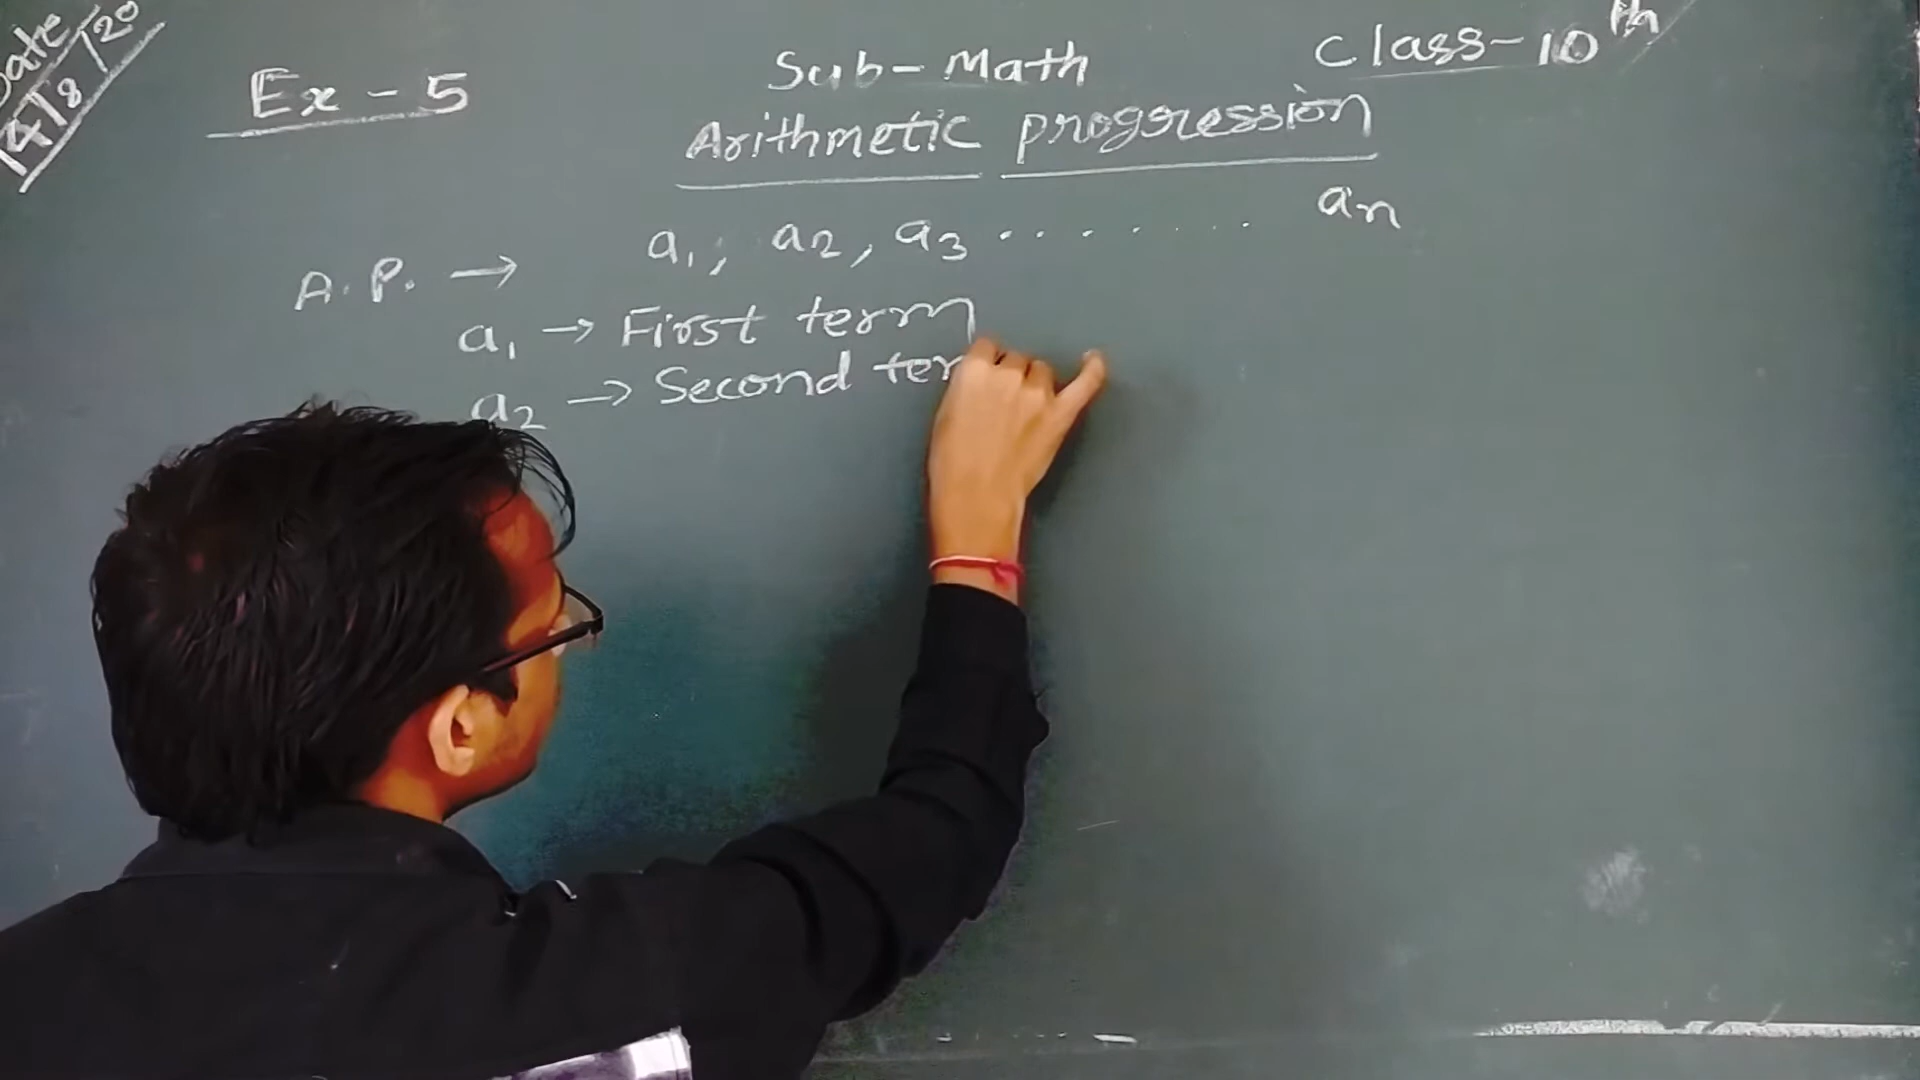 Date
14/8/20
Ex-5
Sub-Math
Class-10th
Arithmetic progression
A.P. → a1, a2, a3 ........ an
a1 → First term
a2 → Second ter